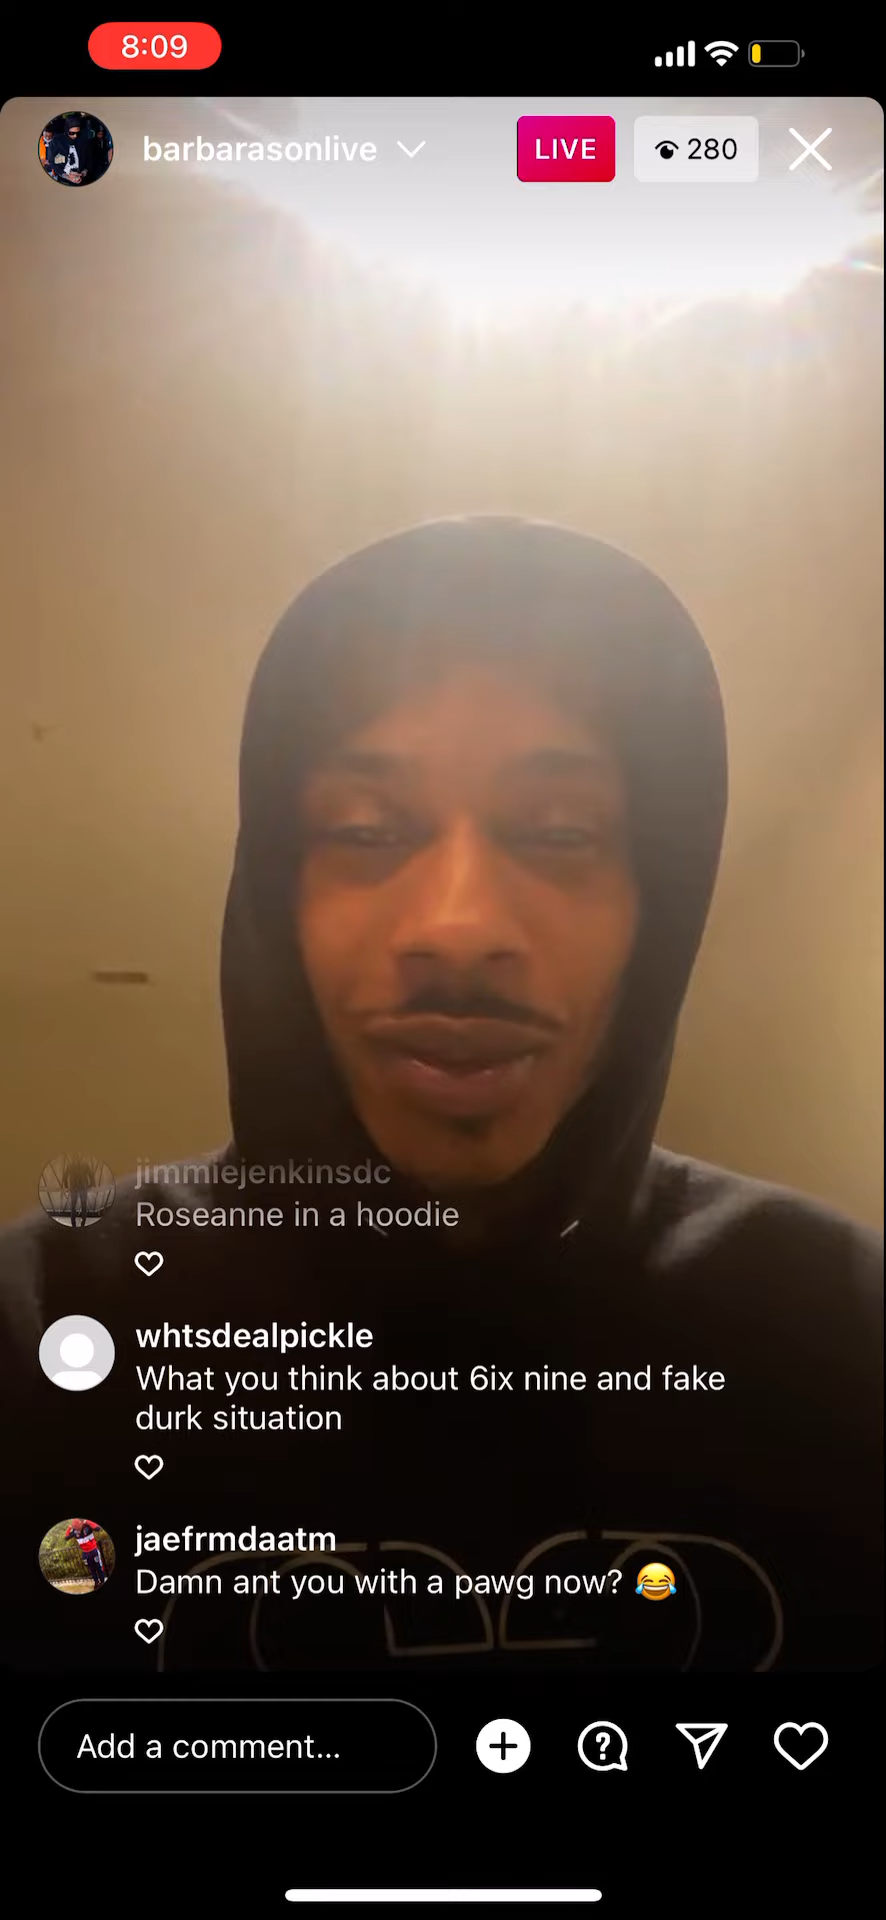 8:09
barbarasonlive
LIVE
280
jimmiejenkinsdc
Roseanne in a hoodie
whtsdealpickle
What you think about 6ix nine and fake
durk situation
jaefrmdaatm
Damn ant you with a pawg now? 😂
Add a comment...